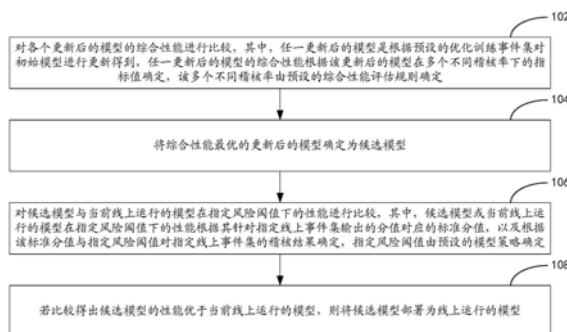 102
对各个更新后的模型的综合性能进行比较，其中，任一更新后的模型是根据预设的优化训练事件集对
初始模型进行更新得到，任一更新后的模型的综合性能根据该更新后的模型在多个不同稽核率下的指
标值确定，该多个不同稽核率由预设的综合性能评估规则确定
104
将综合性能最优的更新后的模型确定为候选模型
106
对候选模型与当前线上运行的模型在指定风险阈值下的性能进行比较，其中，候选模型或当前线上运
行的模型在指定风险阈值下的性能根据其针对指定线上事件集输出的分值对应的标准分值，以及根据
该标准分值与指定风险阈值对指定线上事件集的稽核结果确定，指定风险阈值由预设的模型策略确定
108
若比较得出候选模型的性能优于当前线上运行的模型，则将候选模型部署为线上运行的模型